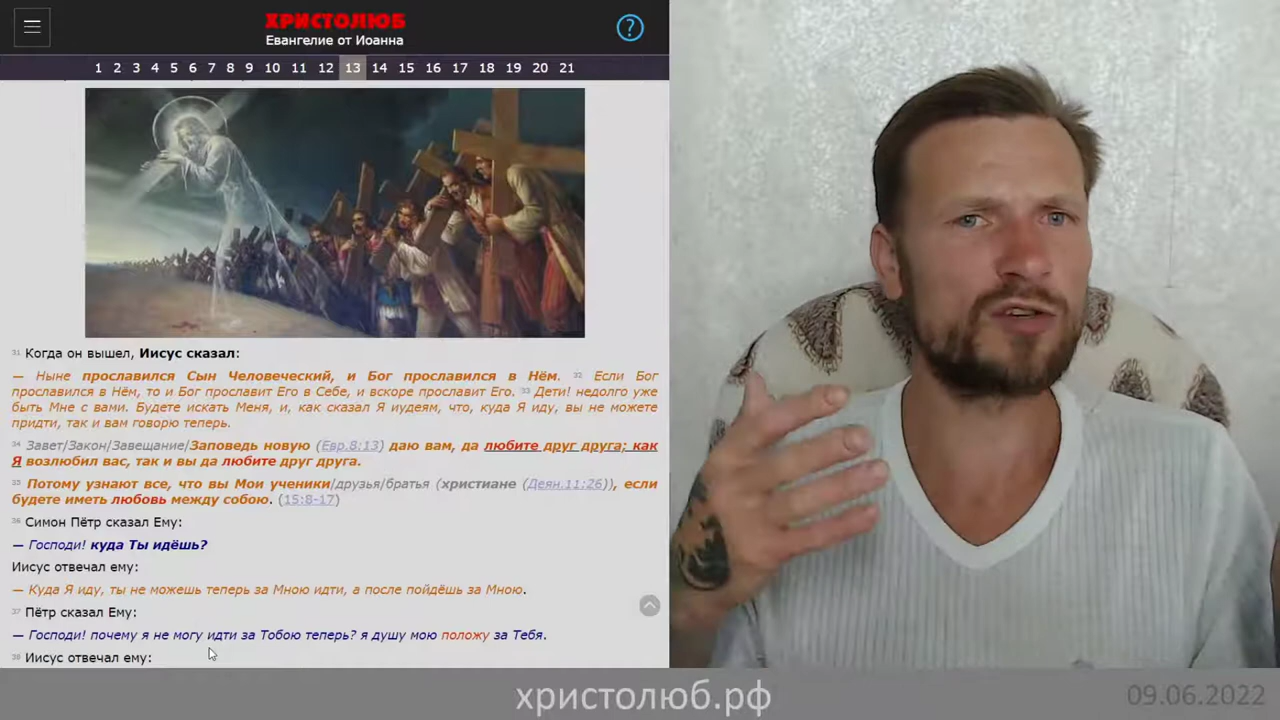 ХРИСТОЛЮБ
Евангелие от Иоанна
?
1 2 3 4 5 6 7 8 9 10 11 12 13 14 15 16 17 18 19 20 21
31 Когда он вышел, Иисус сказал:
— Ныне прославился Сын Человеческий, и Бог прославился в Нём. 32 Если Бог
прославился в Нём, то и Бог прославит Его в Себе, и вскоре прославит Его. 33 Дети! недолго уже
быть Мне с вами. Будете искать Меня, и, как сказал Я иудеям, что, куда Я иду, вы не можете
придти, так и вам говорю теперь.
34 Завет/Закон/Завещание/Заповедь новую (Евр.8:13) даю вам, да любите друг друга; как
Я возлюбил вас, так и вы да любите друг друга.
35 Потому узнают все, что вы Мои ученики/друзья/братья (христиане (Деян.11:26)), если
будете иметь любовь между собою. (15:8-17)
36 Симон Пётр сказал Ему:
— Господи! куда Ты идёшь?
Иисус отвечал ему:
— Куда Я иду, ты не можешь теперь за Мною идти, а после пойдёшь за Мною.
37 Пётр сказал Ему:
— Господи! почему я не могу идти за Тобою теперь? я душу мою положу за Тебя.
38 Иисус отвечал ему:
христолюб.рф
09.06.2022